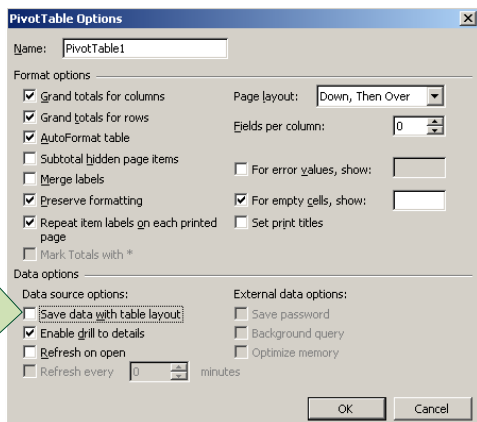 PivotTable Options
Name: PivotTable1
Format options
Grand totals for columns
Page layout: Down, Then Over
Grand totals for rows
Fields per column: 0
AutoFormat table
Subtotal hidden page items
For error values, show:
Merge labels
Preserve formatting
For empty cells, show:
Repeat item labels on each printed
page
Set print titles
Mark Totals with *
Data options
Data source options:
External data options:
Save data with table layout
Save password
Enable drill to details
Background query
Refresh on open
Optimize memory
Refresh every 0 minutes
OK Cancel